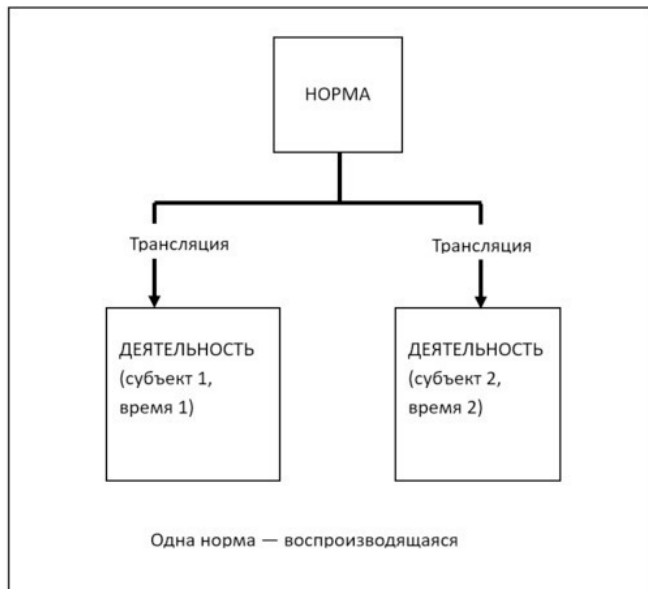 НОРМА
Трансляция
Трансляция
ДЕЯТЕЛЬНОСТЬ
(субъект 1,
время 1)
ДЕЯТЕЛЬНОСТЬ
(субъект 2,
время 2)
Одна норма — воспроизводящаяся